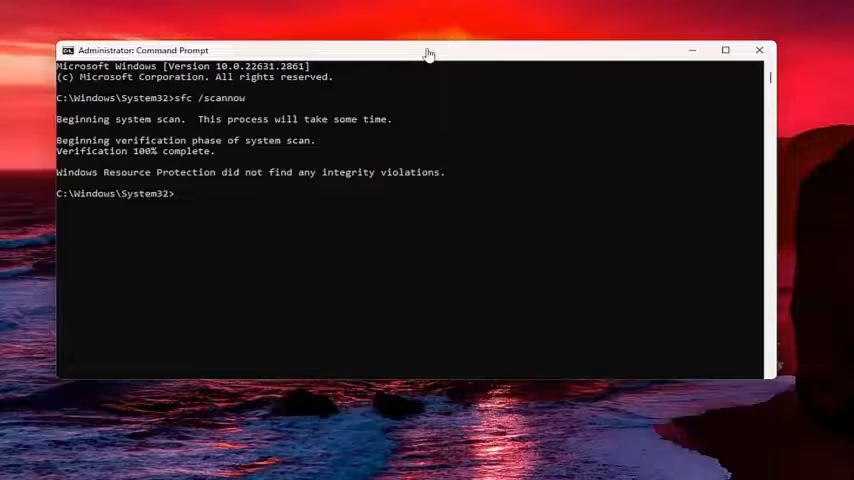 Administrator: Command Prompt
Microsoft Windows [Version 10.0.22631.2861]
(c) Microsoft Corporation. All rights reserved.
C:\Windows\System32>sfc /scannow
Beginning system scan.  This process will take some time.
Beginning verification phase of system scan.
Verification 100% complete.
Windows Resource Protection did not find any integrity violations.
C:\Windows\System32>